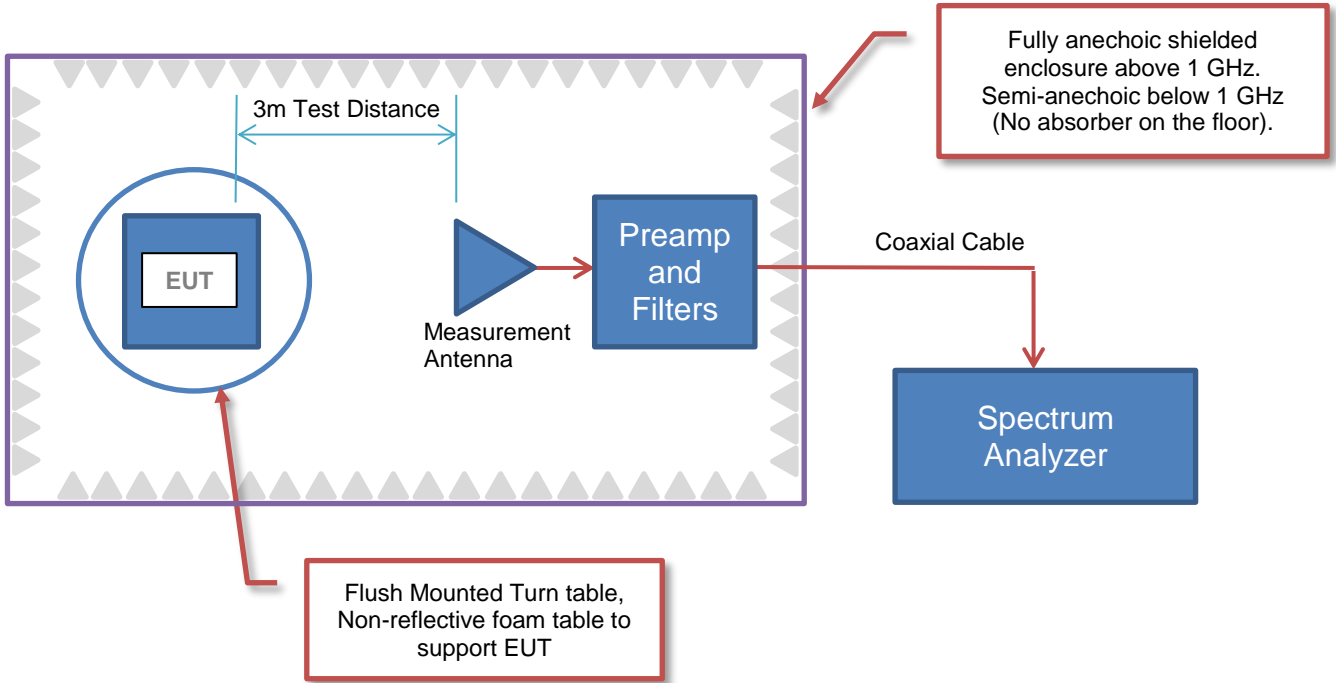 Fully anechoic shielded
enclosure above 1 GHz.
Semi-anechoic below 1 GHz
(No absorber on the floor).
3m Test Distance
EUT
Measurement
Antenna
Preamp
and
Filters
Coaxial Cable
Spectrum
Analyzer
Flush Mounted Turn table,
Non-reflective foam table to
support EUT